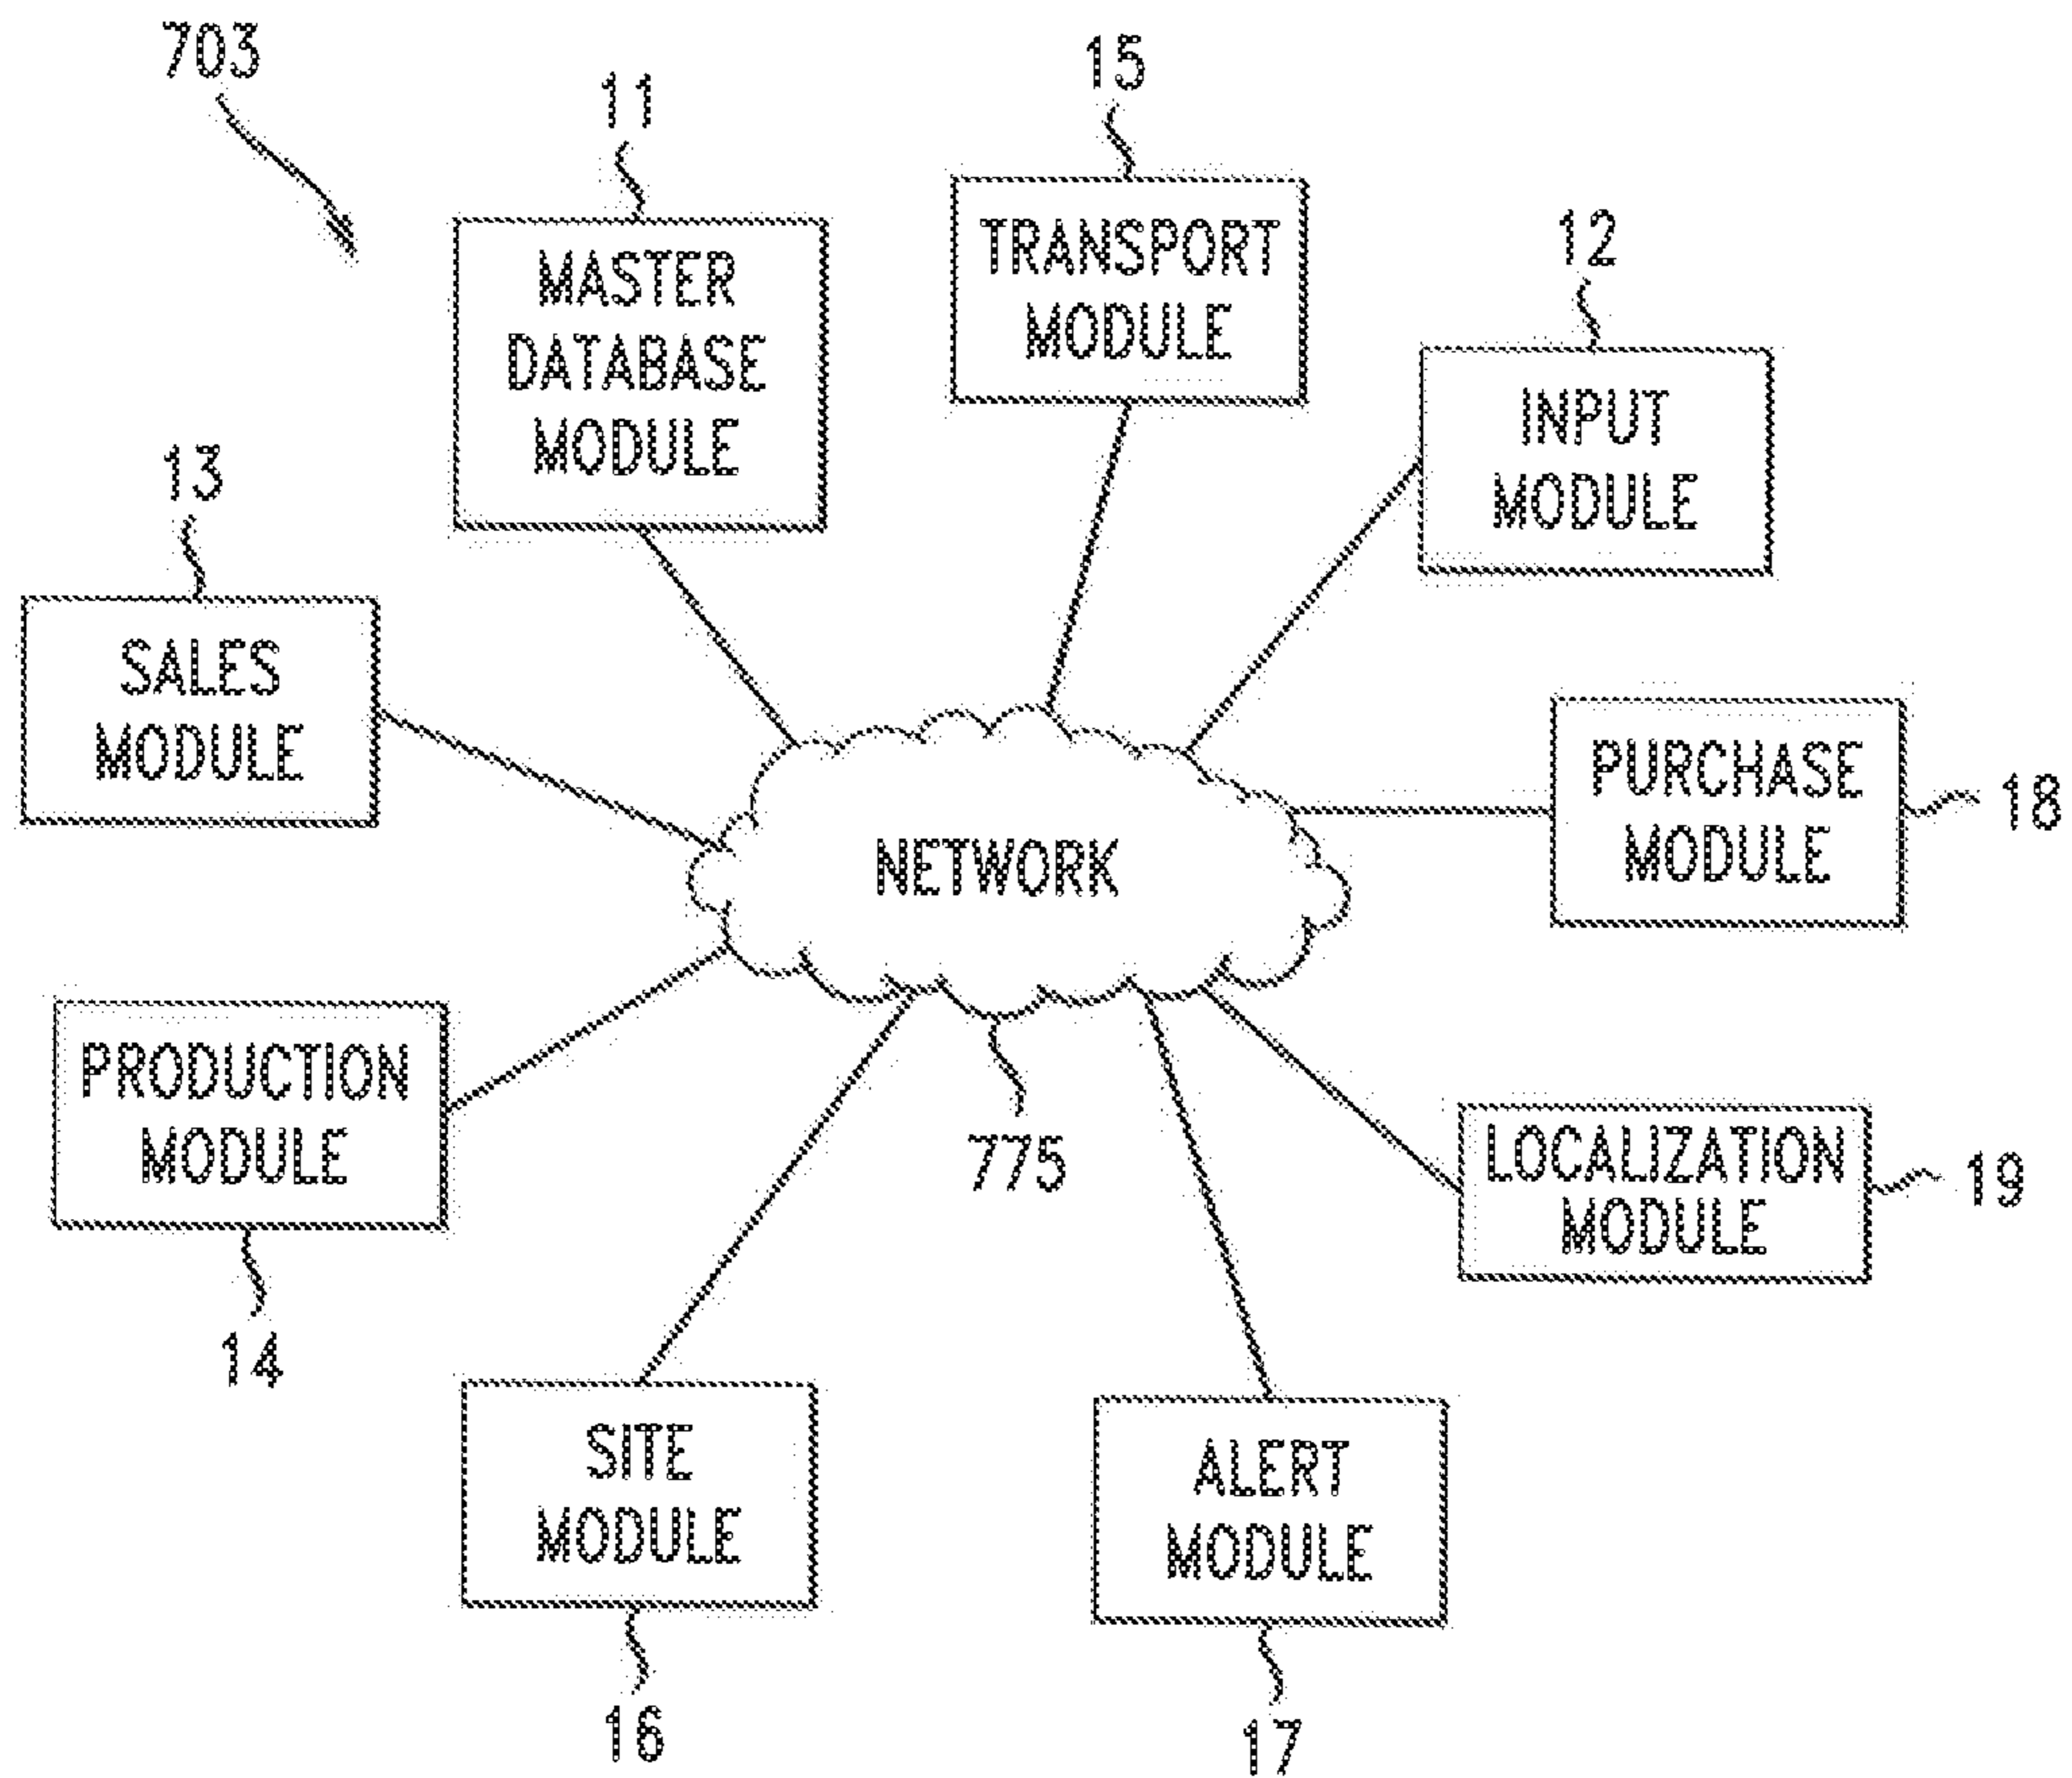 703
11
15
12
MASTER
DATABASE
MODULE
TRANSPORT
MODULE
INPUT
MODULE
13
SALES
MODULE
PURCHASE
MODULE
18
NETWORK
PRODUCTION
MODULE
775
LOCALIZATION
MODULE
19
14
SITE
MODULE
ALERT
MODULE
16
17